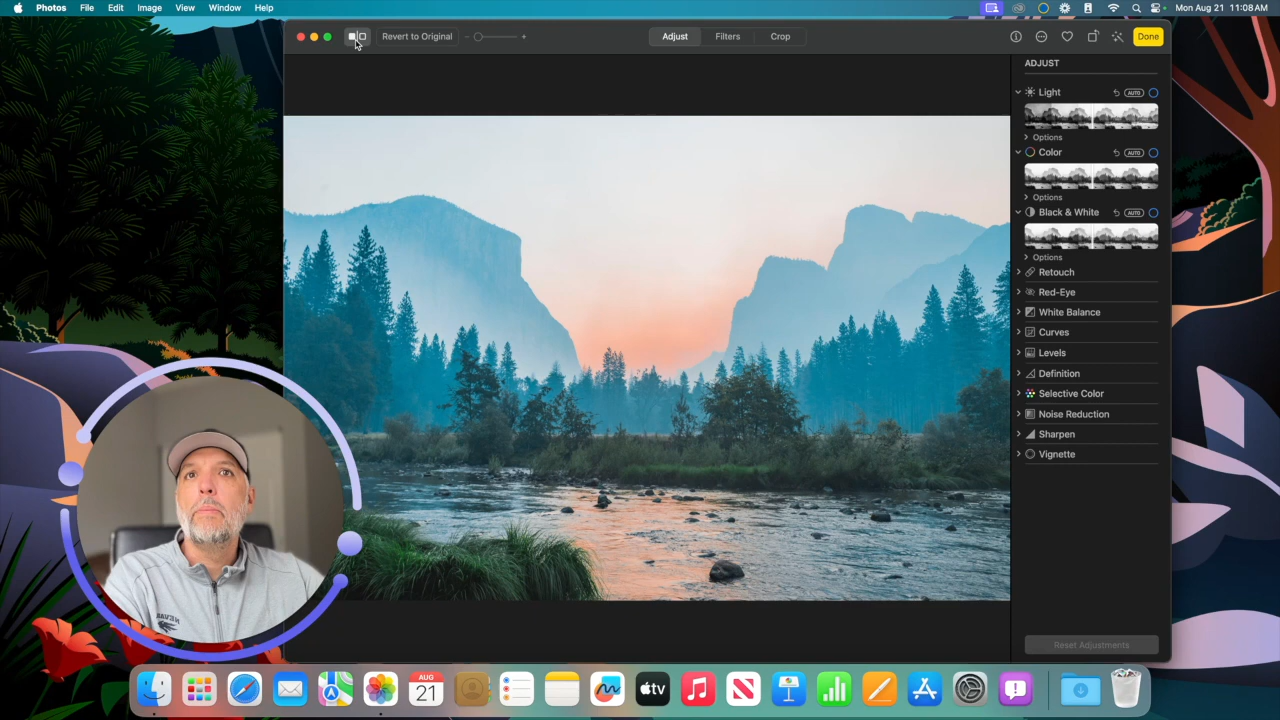 Photos File Edit Image View Window Help Mon Aug 21 11:08AM
Revert to Original - + Adjust Filters Crop Done
ADJUST
Light AUTO
Options
Color AUTO
Options
Black & White AUTO
Options
Retouch
Red-Eye
White Balance
Curves
Levels
Definition
Selective Color
Noise Reduction
Sharpen
Vignette
Reset Adjustments
AUG
21
tv